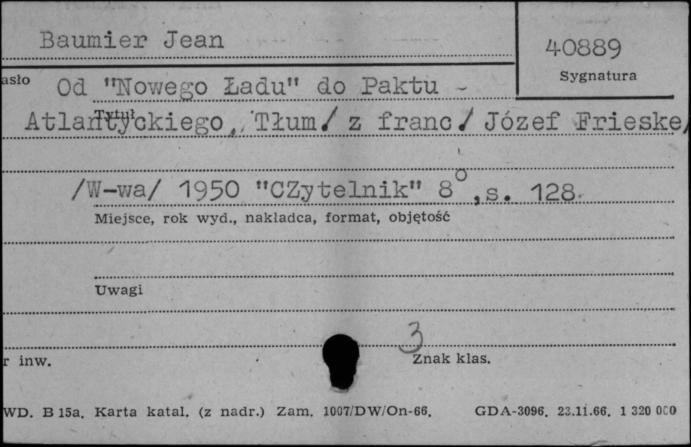 Baumier Jean
40889
Sygnatura
asło
Od "Nowego Ładu" do Paktu -
Tytuł
Atlantyckiego, Tłum/ z franc/ Józef Frieske/
/W-wa/ 1950 "CZytelnik" 8°, s. 128.
Miejsce, rok wyd., nakładca, format, objętość
Uwagi
3
r inw.
Znak klas.
WD. B 15a. Karta katal. (z nadr.) Zam. 1007/DW/On-66. GDA-3096. 23.11.66. 1 320 000